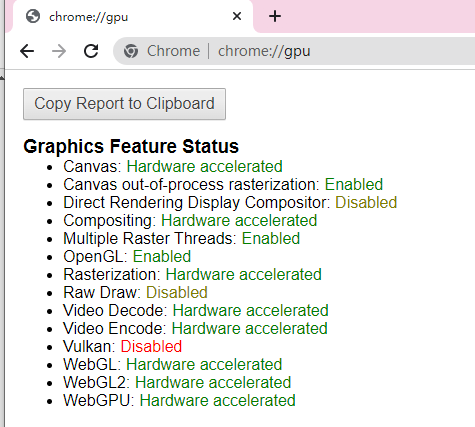 chrome://gpu
Chrome | chrome://gpu
Copy Report to Clipboard
Graphics Feature Status
Canvas: Hardware accelerated
Canvas out-of-process rasterization: Enabled
Direct Rendering Display Compositor: Disabled
Compositing: Hardware accelerated
Multiple Raster Threads: Enabled
OpenGL: Enabled
Rasterization: Hardware accelerated
Raw Draw: Disabled
Video Decode: Hardware accelerated
Video Encode: Hardware accelerated
Vulkan: Disabled
WebGL: Hardware accelerated
WebGL2: Hardware accelerated
WebGPU: Hardware accelerated